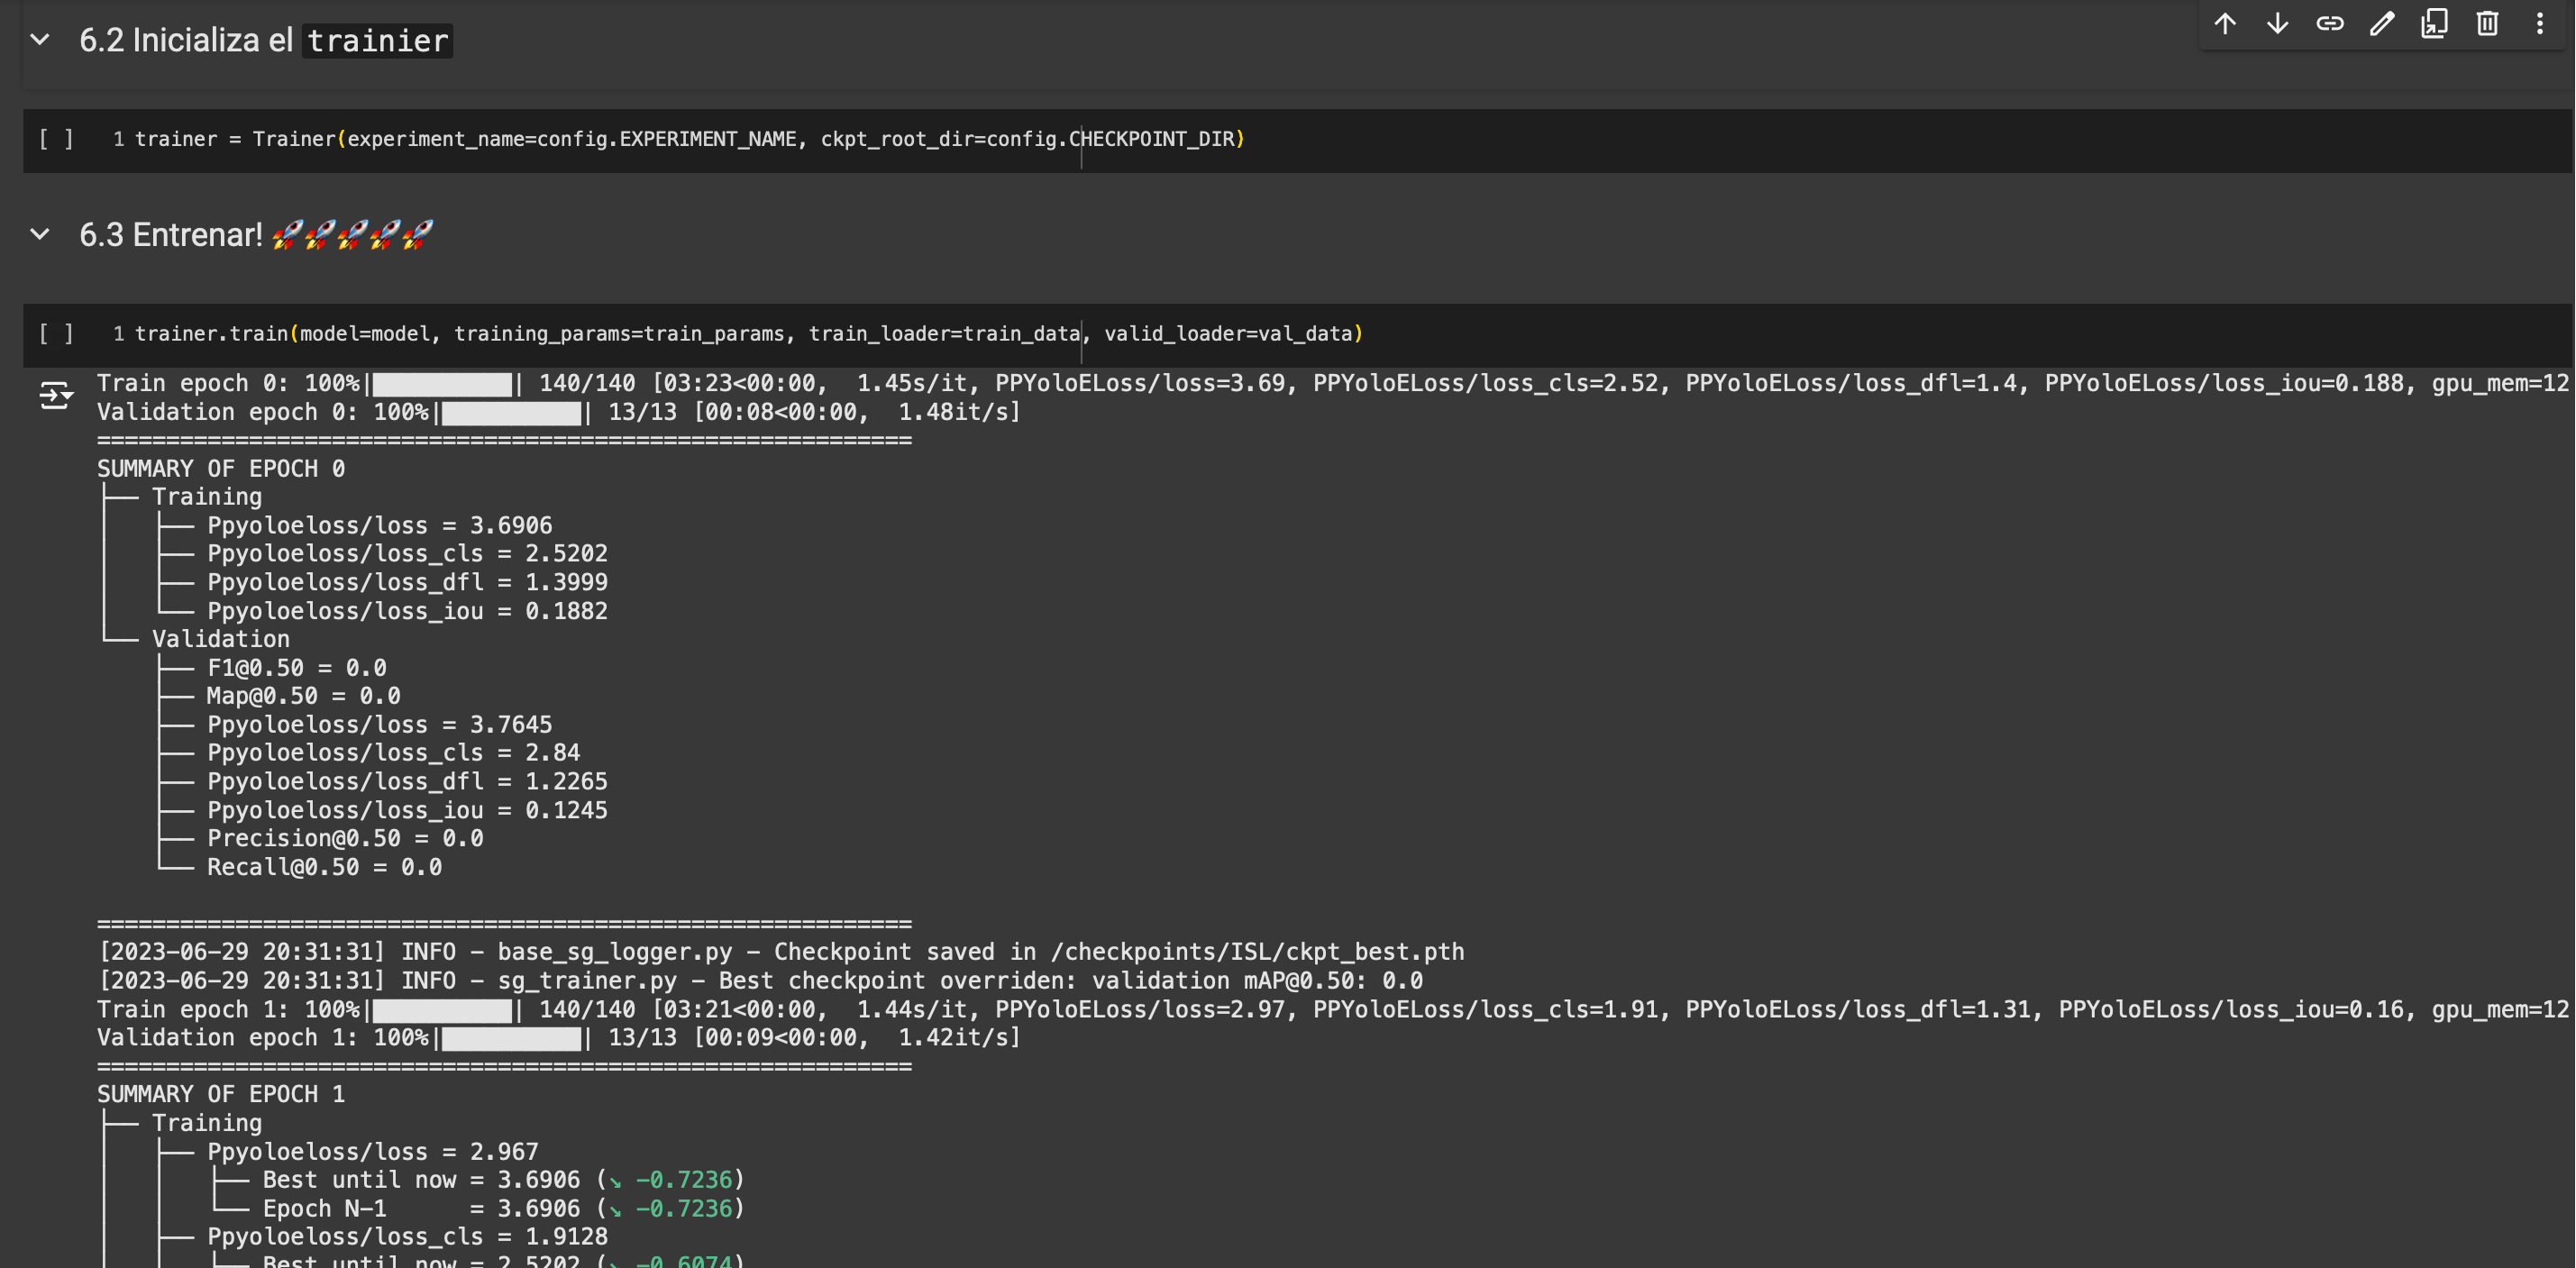 6.2 Inicializa el trainier
[ ] 1 trainer = Trainer(experiment_name=config.EXPERIMENT_NAME, ckpt_root_dir=config.CHECKPOINT_DIR)
6.3 Entrenar! 🚀🚀🚀🚀🚀
[ ] 1 trainer.train(model=model, training_params=train_params, train_loader=train_data, valid_loader=val_data)
Train epoch 0: 100%|██████████| 140/140 [03:23<00:00,  1.45s/it, PPYoloELoss/loss=3.69, PPYoloELoss/loss_cls=2.52, PPYoloELoss/loss_dfl=1.4, PPYoloELoss/loss_iou=0.188, gpu_mem=12
Validation epoch 0: 100%|██████████| 13/13 [00:08<00:00,  1.48it/s]
===========================================================
SUMMARY OF EPOCH 0
├── Training
│   ├── Ppyoloeloss/loss = 3.6906
│   ├── Ppyoloeloss/loss_cls = 2.5202
│   ├── Ppyoloeloss/loss_dfl = 1.3999
│   └── Ppyoloeloss/loss_iou = 0.1882
└── Validation
    ├── F1@0.50 = 0.0
    ├── Map@0.50 = 0.0
    ├── Ppyoloeloss/loss = 3.7645
    ├── Ppyoloeloss/loss_cls = 2.84
    ├── Ppyoloeloss/loss_dfl = 1.2265
    ├── Ppyoloeloss/loss_iou = 0.1245
    ├── Precision@0.50 = 0.0
    └── Recall@0.50 = 0.0
===========================================================
[2023-06-29 20:31:31] INFO - base_sg_logger.py - Checkpoint saved in /checkpoints/ISL/ckpt_best.pth
[2023-06-29 20:31:31] INFO - sg_trainer.py - Best checkpoint overriden: validation mAP@0.50: 0.0
Train epoch 1: 100%|██████████| 140/140 [03:21<00:00,  1.44s/it, PPYoloELoss/loss=2.97, PPYoloELoss/loss_cls=1.91, PPYoloELoss/loss_dfl=1.31, PPYoloELoss/loss_iou=0.16, gpu_mem=12
Validation epoch 1: 100%|██████████| 13/13 [00:09<00:00,  1.42it/s]
===========================================================
SUMMARY OF EPOCH 1
├── Training
│   ├── Ppyoloeloss/loss = 2.967
│   │   ├── Best until now = 3.6906 (↘ -0.7236)
│   │   └── Epoch N-1      = 3.6906 (↘ -0.7236)
│   ├── Ppyoloeloss/loss_cls = 1.9128
│   │   ├── Best until now = 2.5202 (↘ -0.6074)